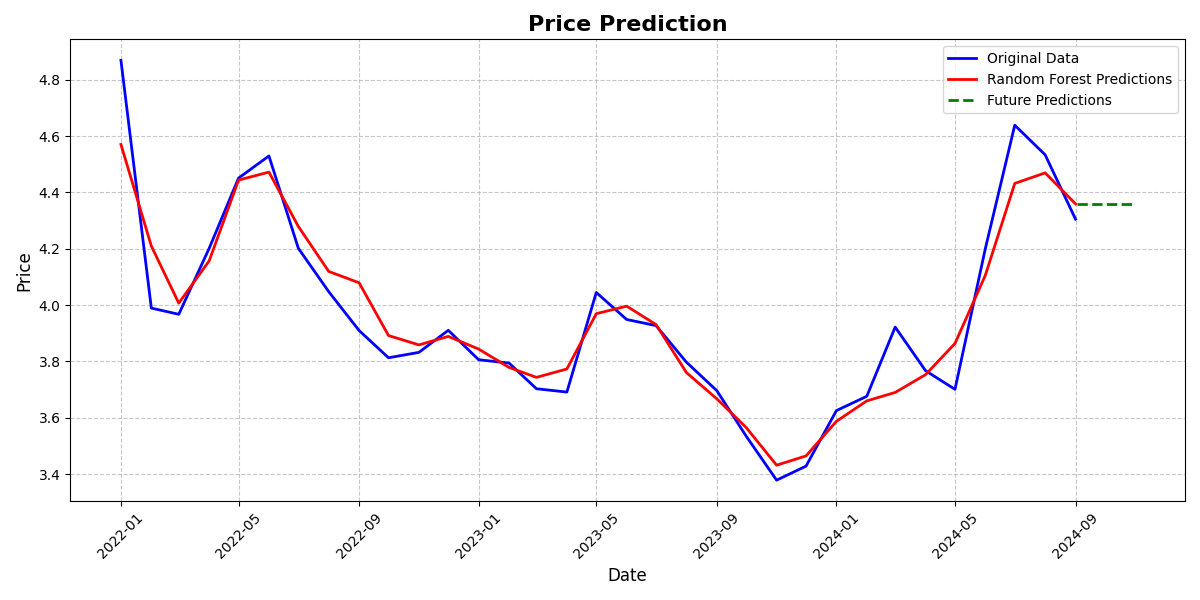 Price Prediction
Original Data
Random Forest Predictions
Future Predictions
Price
4.8
4.6
4.4
4.2
4.0
3.8
3.6
3.4
2022-01
2022-05
2022-09
2023-01
2023-05
2023-09
2024-01
2024-05
2024-09
Date